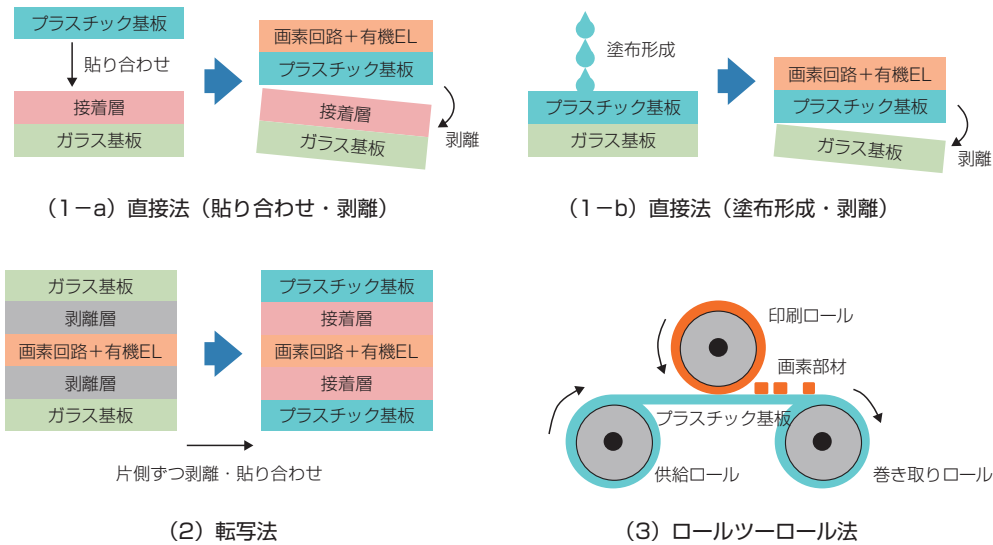 プラスチック基板
貼り合わせ
接着層
ガラス基板
画素回路＋有機EL
プラスチック基板
接着層
ガラス基板
剥離
（1－a）直接法（貼り合わせ・剥離）
塗布形成
プラスチック基板
ガラス基板
画素回路＋有機EL
プラスチック基板
ガラス基板
剥離
（1－b）直接法（塗布形成・剥離）
ガラス基板
剥離層
画素回路＋有機EL
剥離層
ガラス基板
プラスチック基板
接着層
画素回路＋有機EL
接着層
プラスチック基板
片側ずつ剥離・貼り合わせ
（2）転写法
印刷ロール
画素部材
プラスチック基板
供給ロール
巻き取りロール
（3）ロールツーロール法